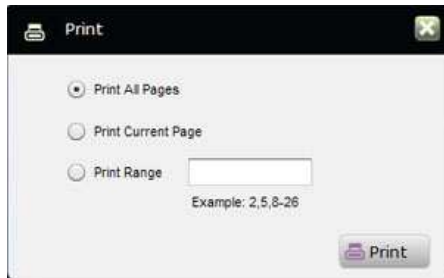 Print
Print All Pages
Print Current Page
Print Range
Example: 2,5,8-26
Print